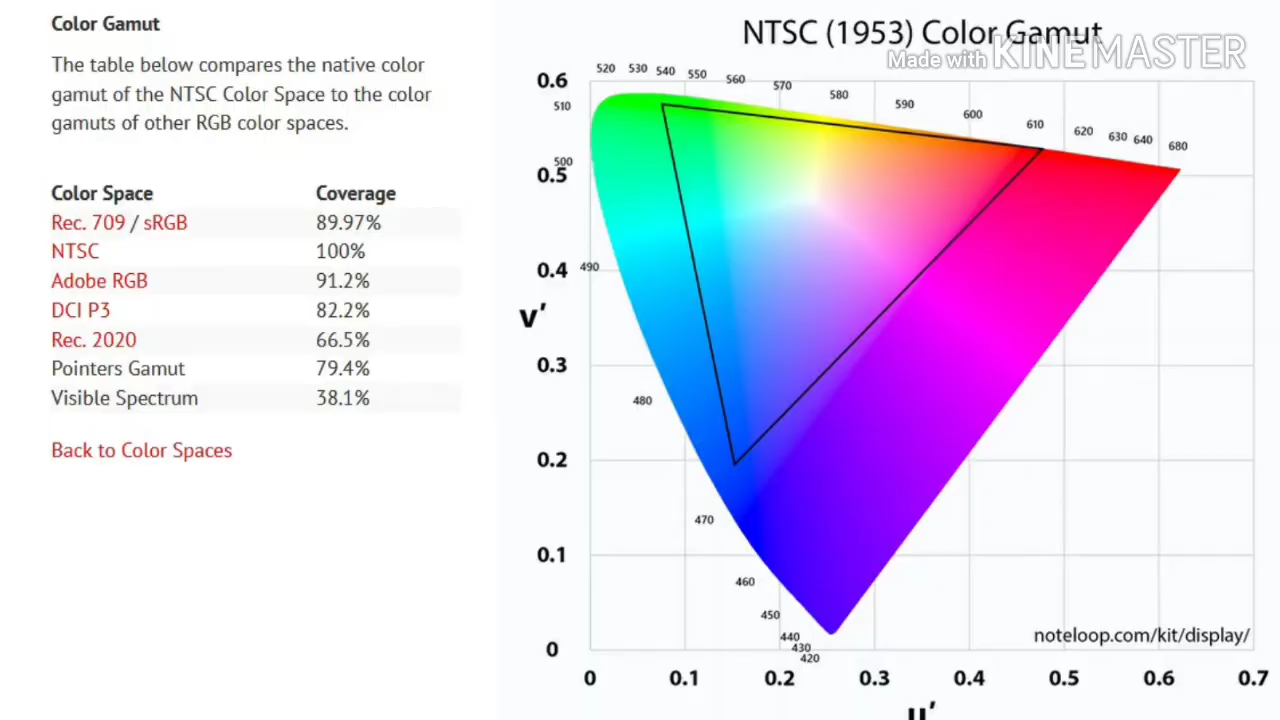 Color Gamut
The table below compares the native color
gamut of the NTSC Color Space to the color
gamuts of other RGB color spaces.
Color Space Coverage
Rec. 709 / sRGB 89.97%
NTSC 100%
Adobe RGB 91.2%
DCI P3 82.2%
Rec. 2020 66.5%
Pointers Gamut 79.4%
Visible Spectrum 38.1%
Back to Color Spaces
NTSC (1953) Color Gamut
Made with KINEMASTER
0.6
0.5
0.4
v′
0.3
0.2
0.1
0
520 530 540 550 560 570 580 590 600 610 620 630 640 680
510
500
490
480
470
460
450
440
430
420
noteloop.com/kit/display/
0 0.1 0.2 0.3 0.4 0.5 0.6 0.7
u′